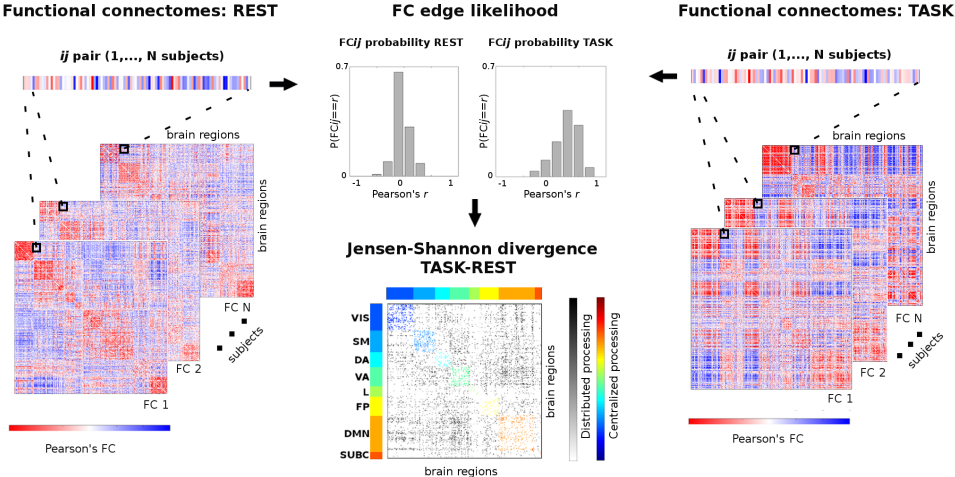 Functional connectomes: REST
FC edge likelihood
Functional connectomes: TASK
ij pair (1,..., N subjects)
FCij probability REST
FCij probability TASK
ij pair (1,..., N subjects)
0.7
P(FCij==r)
0
-1
0
1
Pearson's r
0.7
P(FCij==r)
0
-1
0
1
Pearson's r
brain regions
brain regions
FC N
subjects
FC 2
FC 1
Pearson's FC
brain regions
brain regions
FC N
subjects
FC 2
FC 1
Pearson's FC
Jensen-Shannon divergence
TASK-REST
VIS
SM
DA
VA
L
FP
DMN
SUBC
brain regions
brain regions
Distributed processing
Centralized processing